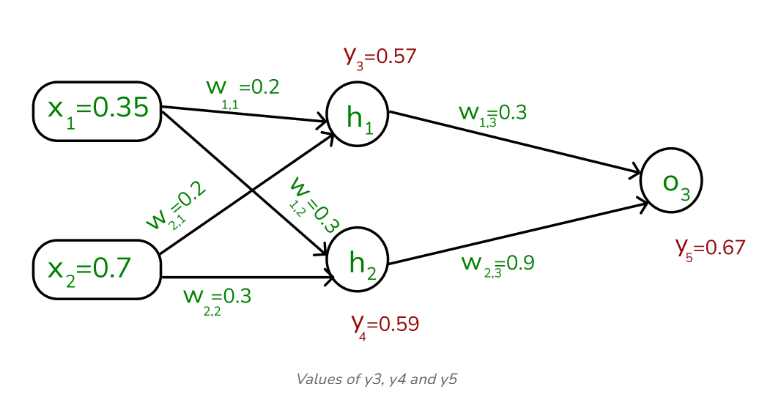 y3=0.57
w1,1=0.2
x1=0.35
h1
w1,3=0.3
w2,1=0.2
w1,2=0.3
o3
x2=0.7
h2
y5=0.67
w2,3=0.9
w2,2=0.3
y4=0.59
Values of y3, y4 and y5